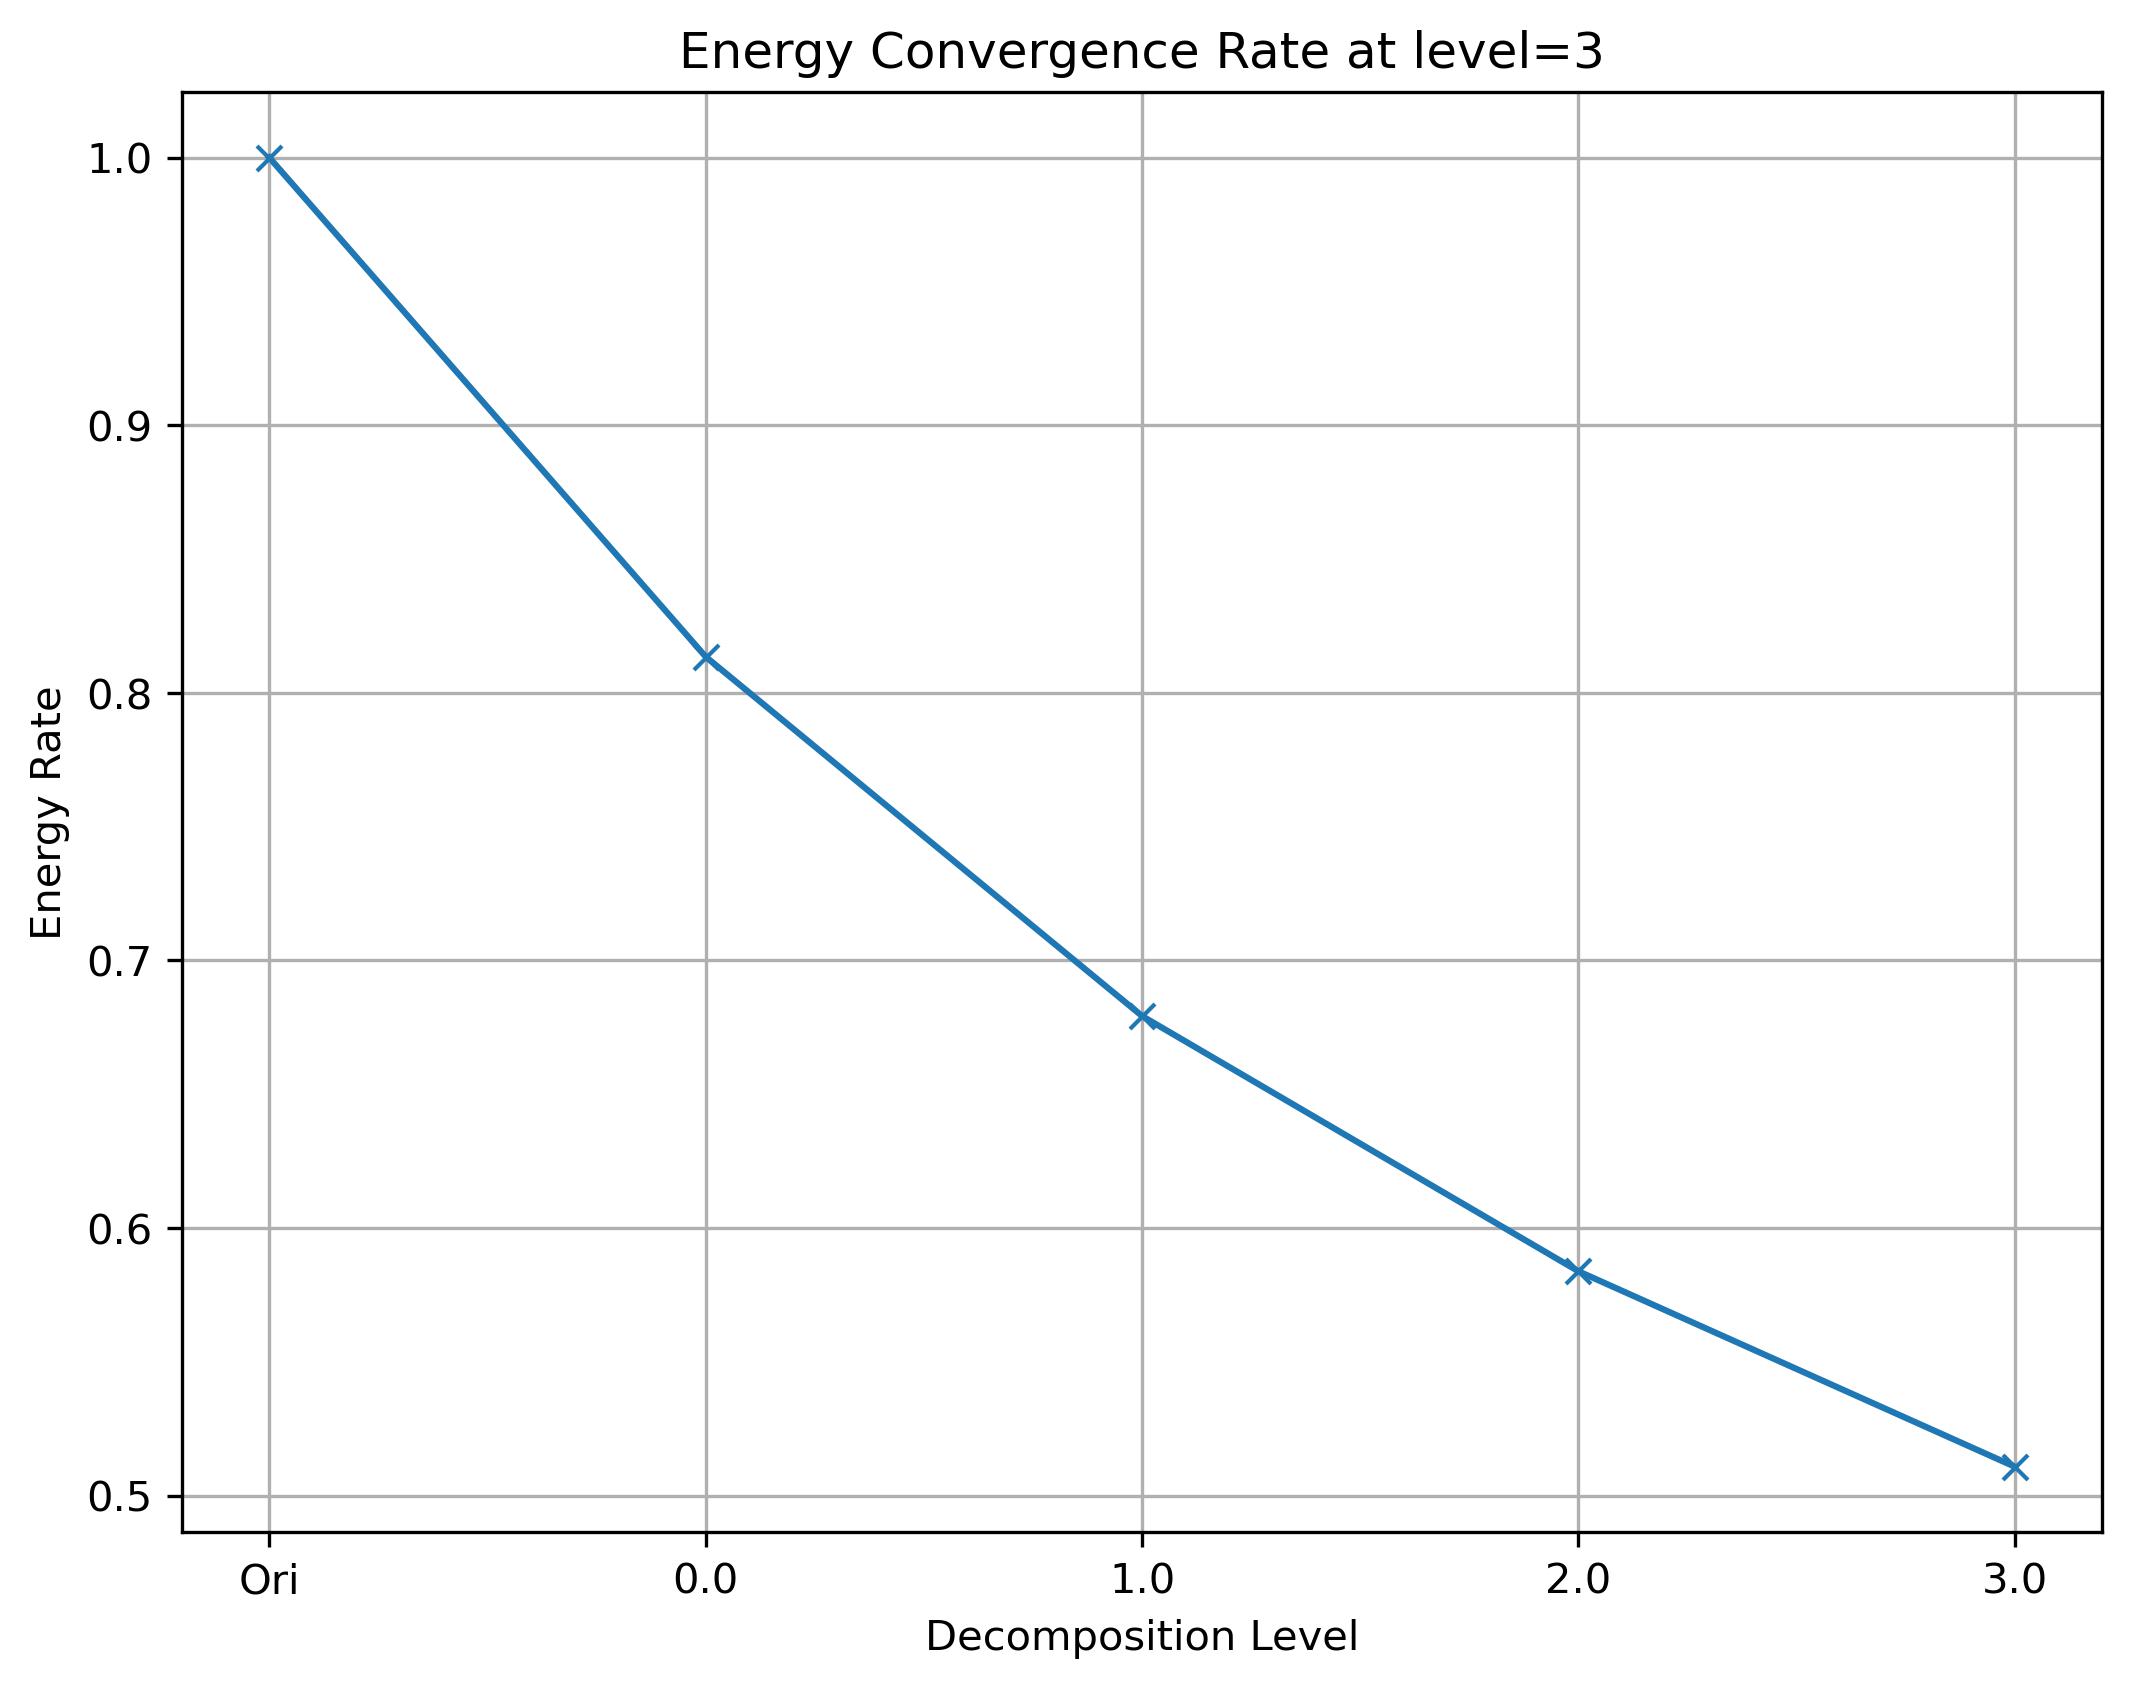 Energy Convergence Rate at level=3
1.0
0.9
0.8
0.7
0.6
0.5
Energy Rate
Ori 0.0 1.0 2.0 3.0
Decomposition Level